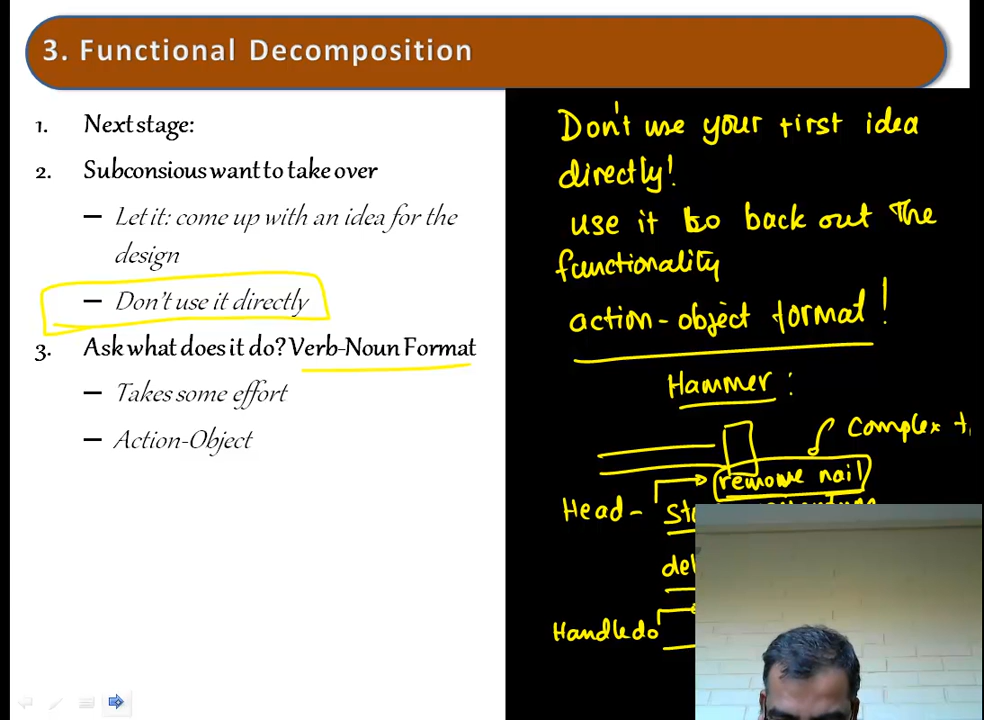 3. Functional Decomposition
1. Next stage:
2. Subconsious want to take over
– Let it: come up with an idea for the
design
– Don't use it directly
3. Ask what does it do? Verb-Noun Format
– Takes some effort
– Action-Object
Don't use your first idea
directly!
use it to back out the
functionality
action-object format!
Hammer :
Complex
remove nail
Head -
Handle do